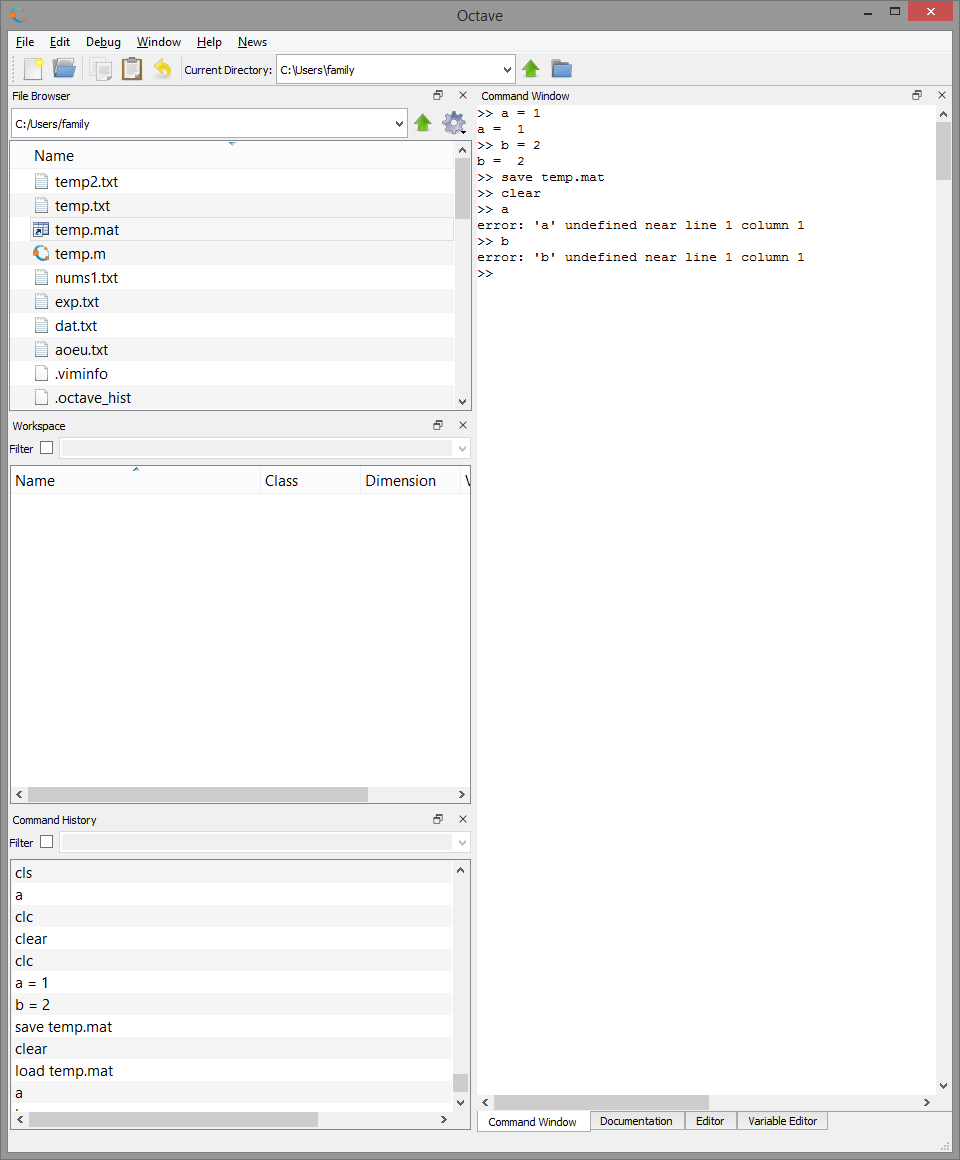 Octave
File Edit Debug Window Help News
Current Directory: C:\Users\family
File Browser
C:/Users/family
Name
temp2.txt
temp.txt
temp.mat
temp.m
nums1.txt
exp.txt
dat.txt
aoeu.txt
.viminfo
.octave_hist
Workspace
Filter
Name Class Dimension
Command History
Filter
cls
a
clc
clear
clc
a = 1
b = 2
save temp.mat
clear
load temp.mat
a
Command Window
>> a = 1
a =  1
>> b = 2
b =  2
>> save temp.mat
>> clear
>> a
error: 'a' undefined near line 1 column 1
>> b
error: 'b' undefined near line 1 column 1
>>
Command Window Documentation Editor Variable Editor